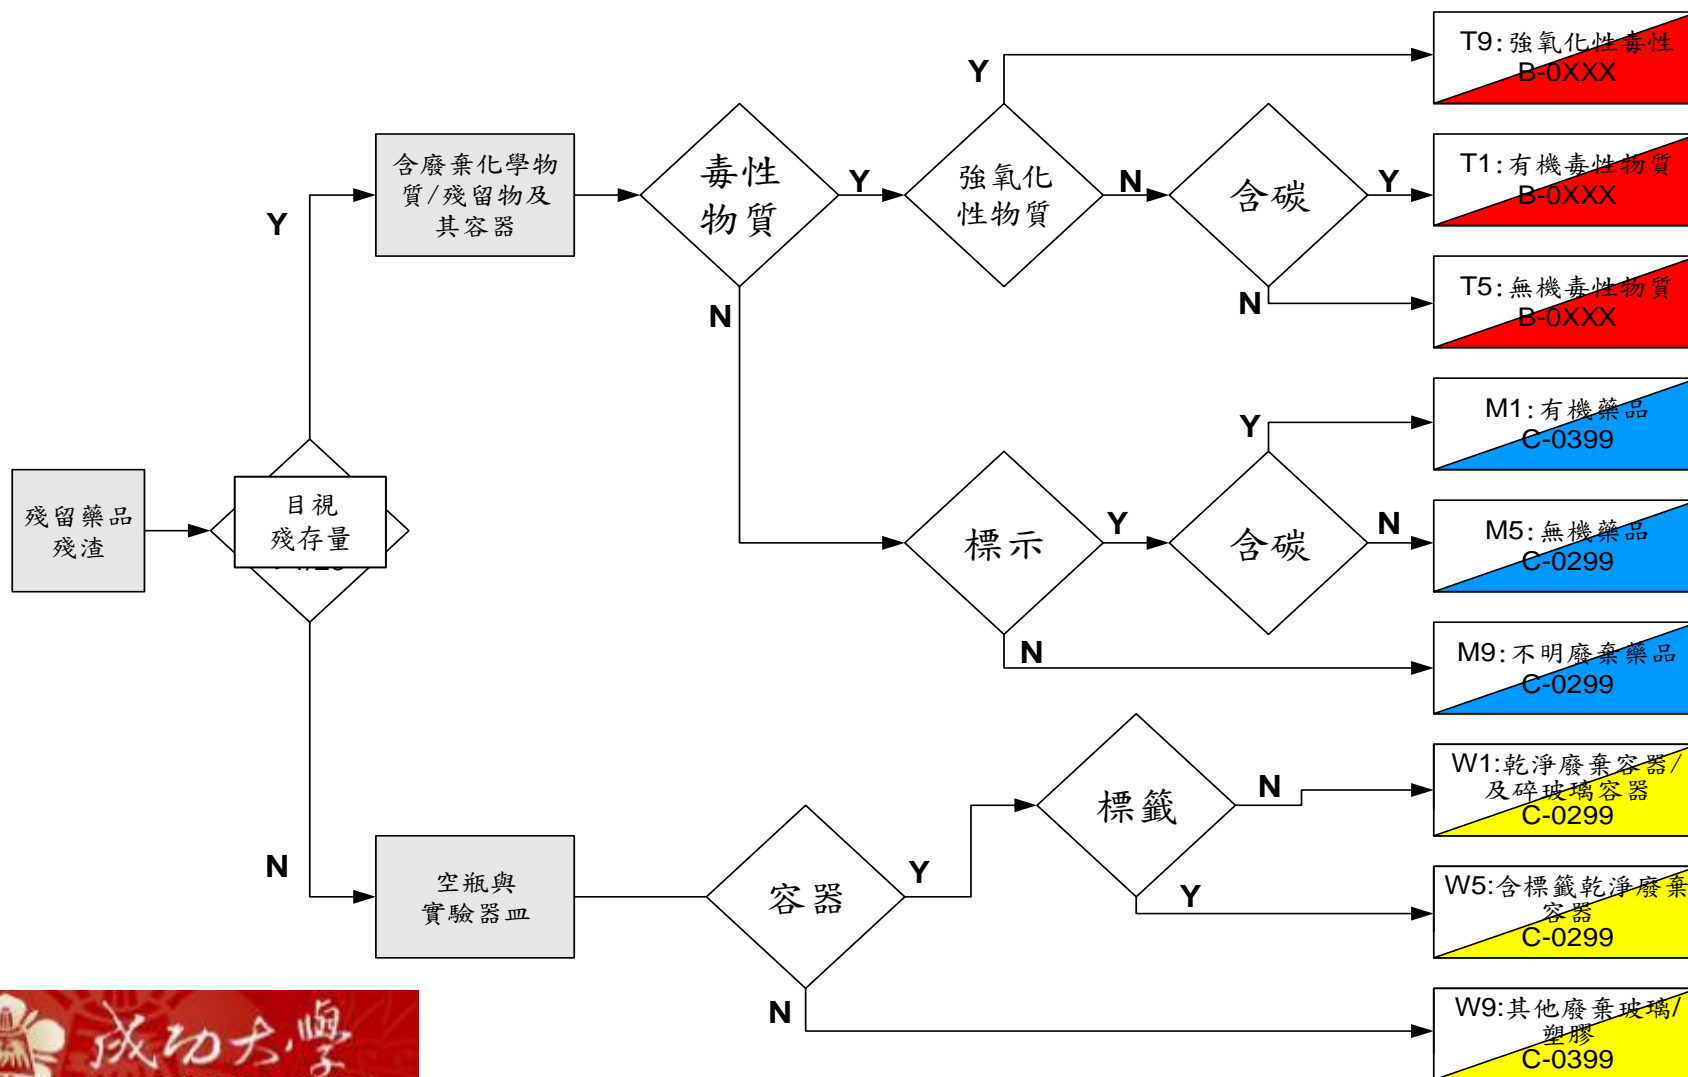 殘留藥品
殘渣
目視
殘存量
Y
N
含廢棄化學物
質/殘留物及
其容器
毒性
物質
Y
N
強氧化
性物質
Y
N
含碳
Y
N
T9:強氧化性毒性
B-0XXX
T1:有機毒性物質
B-0XXX
T5:無機毒性物質
B-0XXX
標示
Y
N
含碳
Y
N
M1:有機藥品
C-0399
M5:無機藥品
C-0299
M9:不明廢棄藥品
C-0299
空瓶與
實驗器皿
容器
Y
N
標籤
N
Y
W1:乾淨廢棄容器/
及碎玻璃容器
C-0299
W5:含標籤乾淨廢棄
容器
C-0299
W9:其他廢棄玻璃/
塑膠
C-0399
成功大學